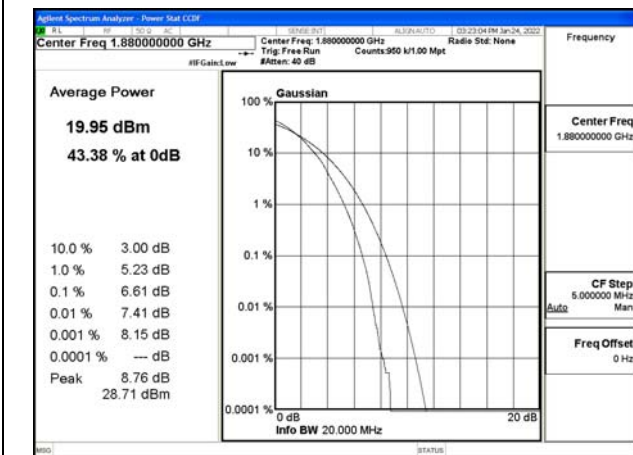 Agilent Spectrum Analyzer - Power Stat CCDF
RL RF 50 Ω AC SENSE:INT ALIGN AUTO 03:23:04 PM Jan 24, 2022
Center Freq 1.880000000 GHz
Center Freq: 1.880000000 GHz Radio Std: None
Trig: Free Run Counts:950 k/1.00 Mpt
#IFGain:Low #Atten: 40 dB
Frequency
Average Power
19.95 dBm
43.38 % at 0dB
10.0 % 3.00 dB
1.0 % 5.23 dB
0.1 % 6.61 dB
0.01 % 7.41 dB
0.001 % 8.15 dB
0.0001 % --- dB
Peak 8.76 dB
28.71 dBm
Gaussian
100 %
10 %
1 %
0.1 %
0.01 %
0.001 %
0.0001 %
0 dB 20 dB
Info BW 20.000 MHz
Center Freq
1.880000000 GHz
CF Step
5.000000 MHz
Auto Man
Freq Offset
0 Hz
MSG STATUS